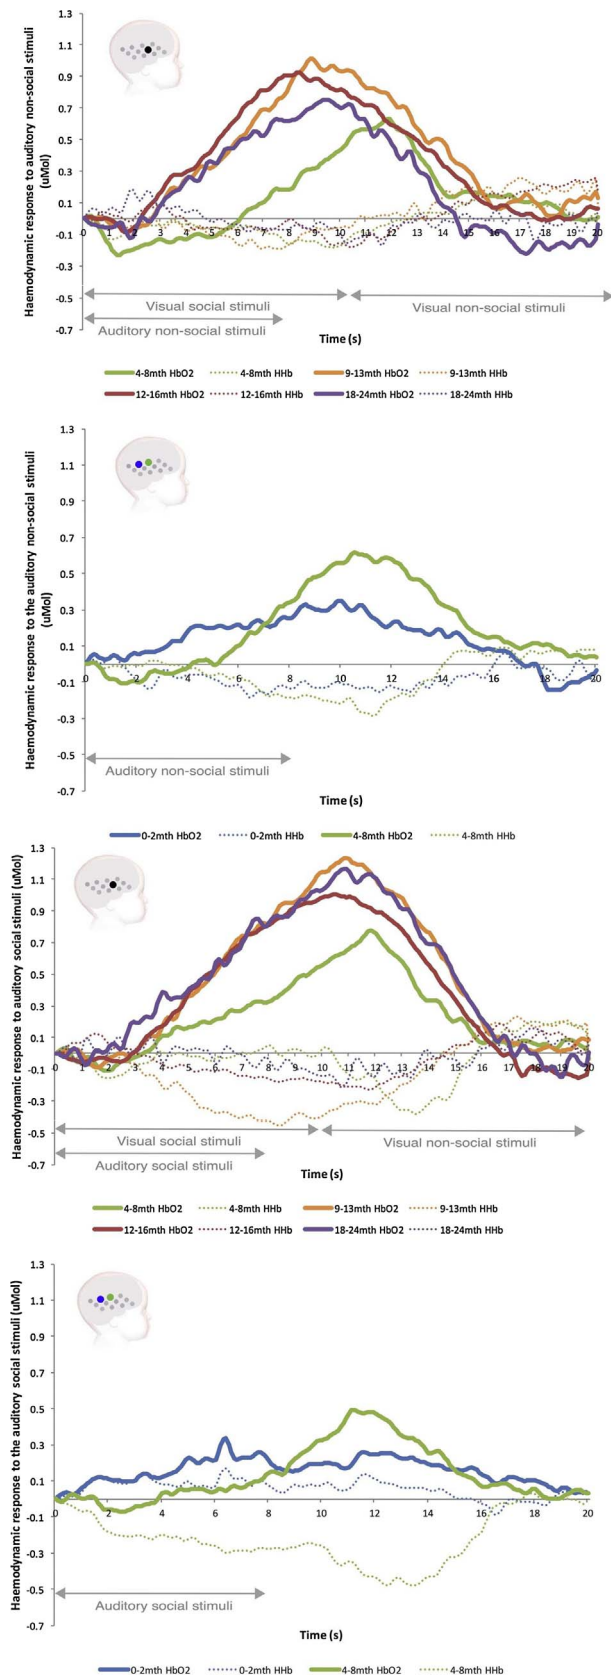 Haemodynamic response to auditory non-social stimuli
(uMol)
1.3
1.1
0.9
0.7
0.5
0.3
0.1
-0.1
-0.3
-0.5
-0.7
0 1 2 3 4 5 6 7 8 9 10 11 12 13 14 15 16 17 18 19 20
Visual social stimuli
Visual non-social stimuli
Auditory non-social stimuli
Time (s)
4-8mth HbO2 4-8mth HHb 9-13mth HbO2 9-13mth HHb
12-16mth HbO2 12-16mth HHb 18-24mth HbO2 18-24mth HHb
Haemodynamic response to the auditory non-social stimuli
(uMol)
1.3
1.1
0.9
0.7
0.5
0.3
0.1
-0.1
-0.3
-0.5
-0.7
0 2 4 6 8 10 12 14 16 18 20
Auditory non-social stimuli
Time (s)
0-2mth HbO2 0-2mth HHb 4-8mth HbO2 4-8mth HHb
Haemodynamic response to auditory social stimuli (uMol)
1.3
1.1
0.9
0.7
0.5
0.3
0.1
-0.1
-0.3
-0.5
-0.7
0 1 2 3 4 5 6 7 8 9 10 11 12 13 14 15 16 17 18 19 20
Visual social stimuli
Visual non-social stimuli
Auditory social stimuli
Time (s)
4-8mth HbO2 4-8mth HHb 9-13mth HbO2 9-13mth HHb
12-16mth HbO2 12-16mth HHb 18-24mth HbO2 18-24mth HHb
Haemodynamic response to the auditory social stimuli (uMol)
1.3
1.1
0.9
0.7
0.5
0.3
0.1
-0.1
-0.3
-0.5
-0.7
0 2 4 6 8 10 12 14 16 18 20
Auditory social stimuli
Time (s)
0-2mth HbO2 0-2mth HHb 4-8mth HbO2 4-8mth HHb